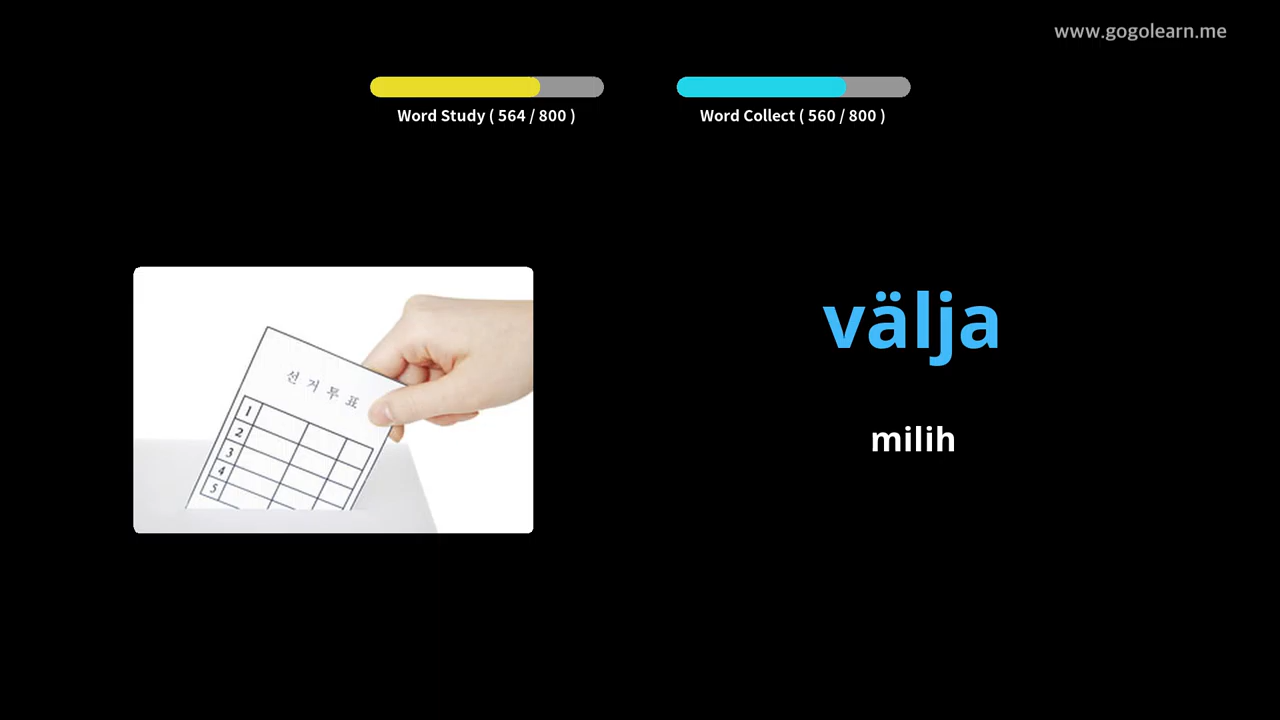 www.gogolearn.me
Word Study ( 564 / 800 )
Word Collect ( 560 / 800 )
välja
milih
선거투표
1
2
3
4
5